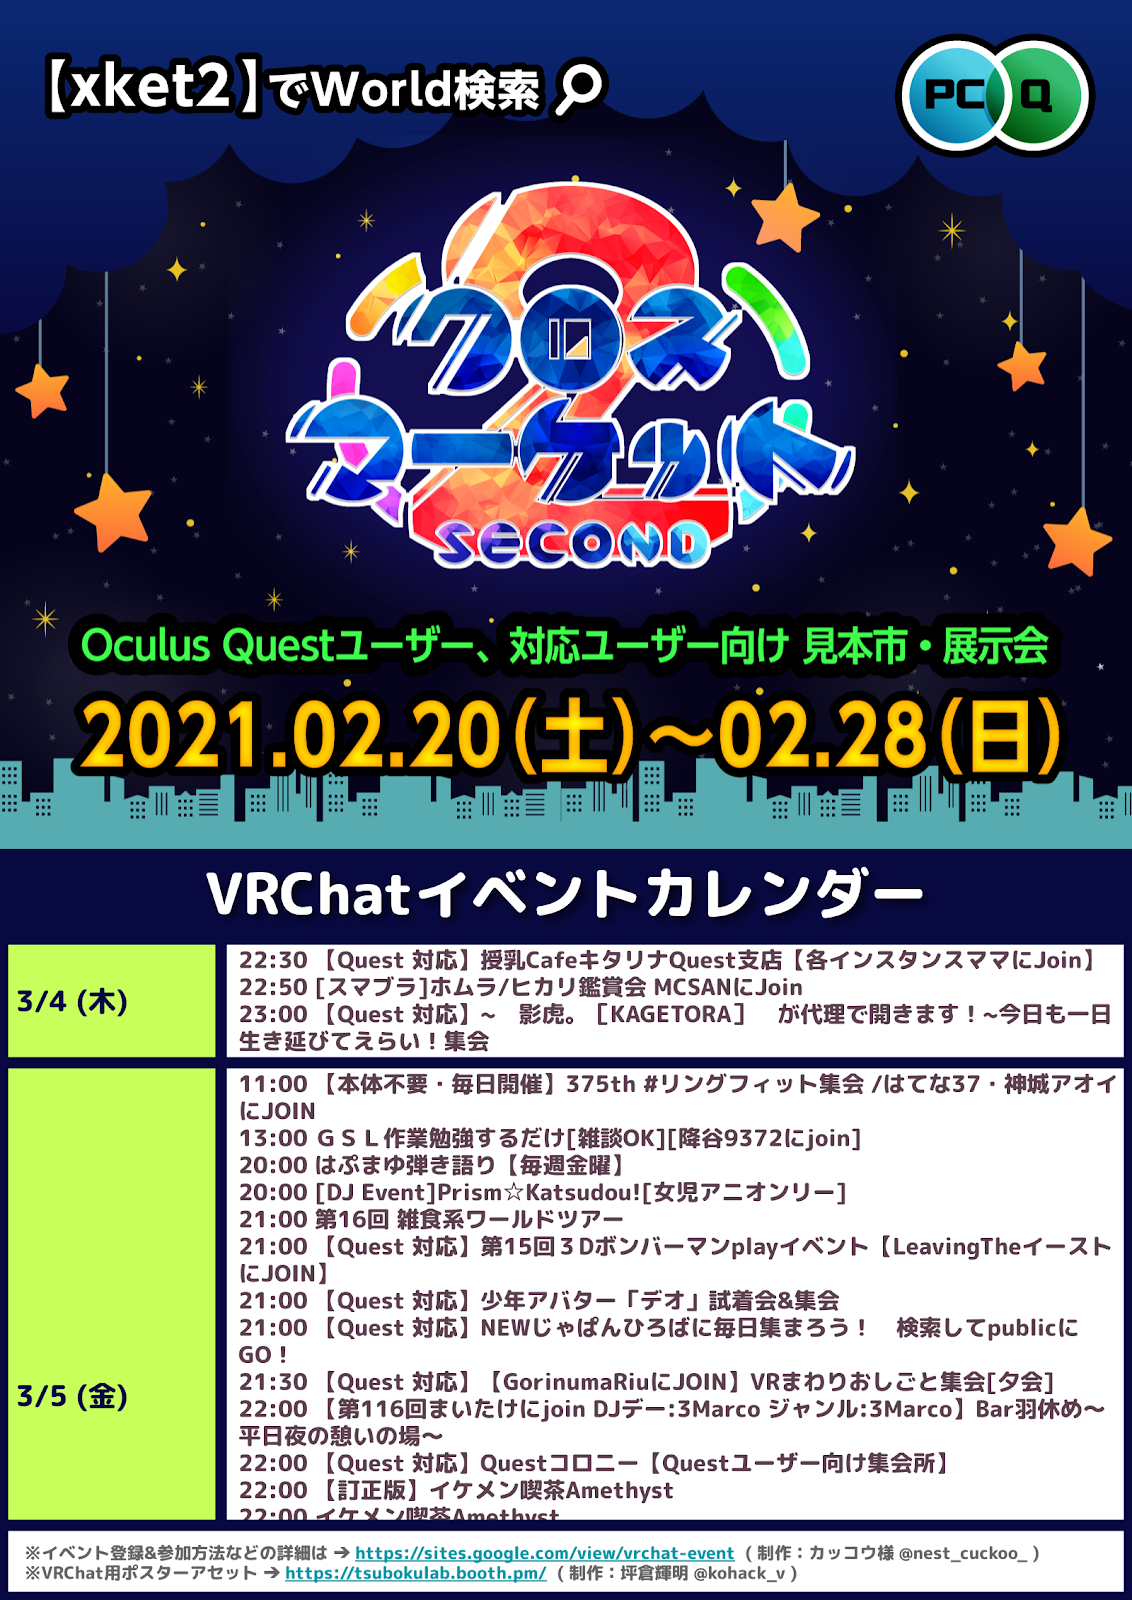 【xket2】でWorld検索
PC Q
クロス
マーケット
2
SECOND
Oculus Questユーザー、対応ユーザー向け 見本市・展示会
2021.02.20(土)~02.28(日)
VRChatイベントカレンダー
3/4 (木)
22:30 【Quest 対応】授乳CafeキタリナQuest支店【各インスタンスママにJoin】
22:50 [スマブラ]ホムラ/ヒカリ鑑賞会 MCSANにJoin
23:00 【Quest 対応】~　影虎。［KAGETORA］　が代理で開きます！~今日も一日
生き延びてえらい！集会
3/5 (金)
11:00 【本体不要・毎日開催】375th #リングフィット集会 /はてな37・神城アオイ
にJOIN
13:00 ＧＳＬ作業勉強するだけ[雑談OK][降谷9372にjoin]
20:00 はぷまゆ弾き語り【毎週金曜】
20:00 [DJ Event]Prism☆Katsudou![女児アニオンリー]
21:00 第16回 雑食系ワールドツアー
21:00 【Quest 対応】第15回３Dボンバーマンplayイベント【LeavingTheイースト
にJOIN】
21:00 【Quest 対応】少年アバター「デオ」試着会&集会
21:00 【Quest 対応】NEWじゃぱんひろばに毎日集まろう！　検索してpublicに
GO！
21:30 【Quest 対応】【GorinumaRiuにJOIN】VRまわりおしごと集会[夕会]
22:00 【第116回まいたけにjoin DJデー:3Marco ジャンル:3Marco】Bar羽休め～
平日夜の憩いの場～
22:00 【Quest 対応】Questコロニー【Questユーザー向け集会所】
22:00 【訂正版】イケメン喫茶Amethyst
22:00 イケメン喫茶Amethyst
※イベント登録&参加方法などの詳細は ➔ https://sites.google.com/view/vrchat-event （制作：カッコウ様 @nest_cuckoo_ ）
※VRChat用ポスターアセット ➔ https://tsubokulab.booth.pm/ （制作：坪倉輝明 @kohack_v ）